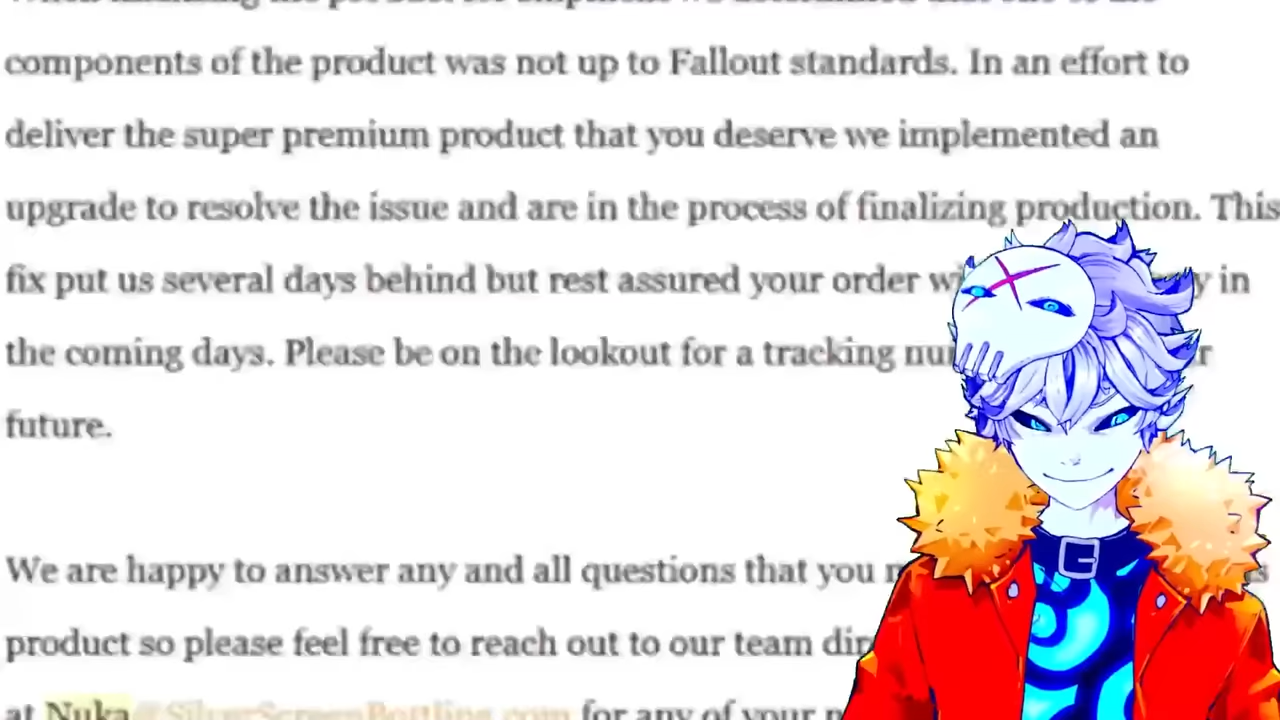 components of the product was not up to Fallout standards. In an effort to
deliver the super premium product that you deserve we implemented an
upgrade to resolve the issue and are in the process of finalizing production. This
fix put us several days behind but rest assured your order in
the coming days. Please be on the lookout for a tracking
future.
We are happy to answer any and all questions that you
product so please feel free to reach out to our team
at Nuka@SilverScreenBottling.com for any of your